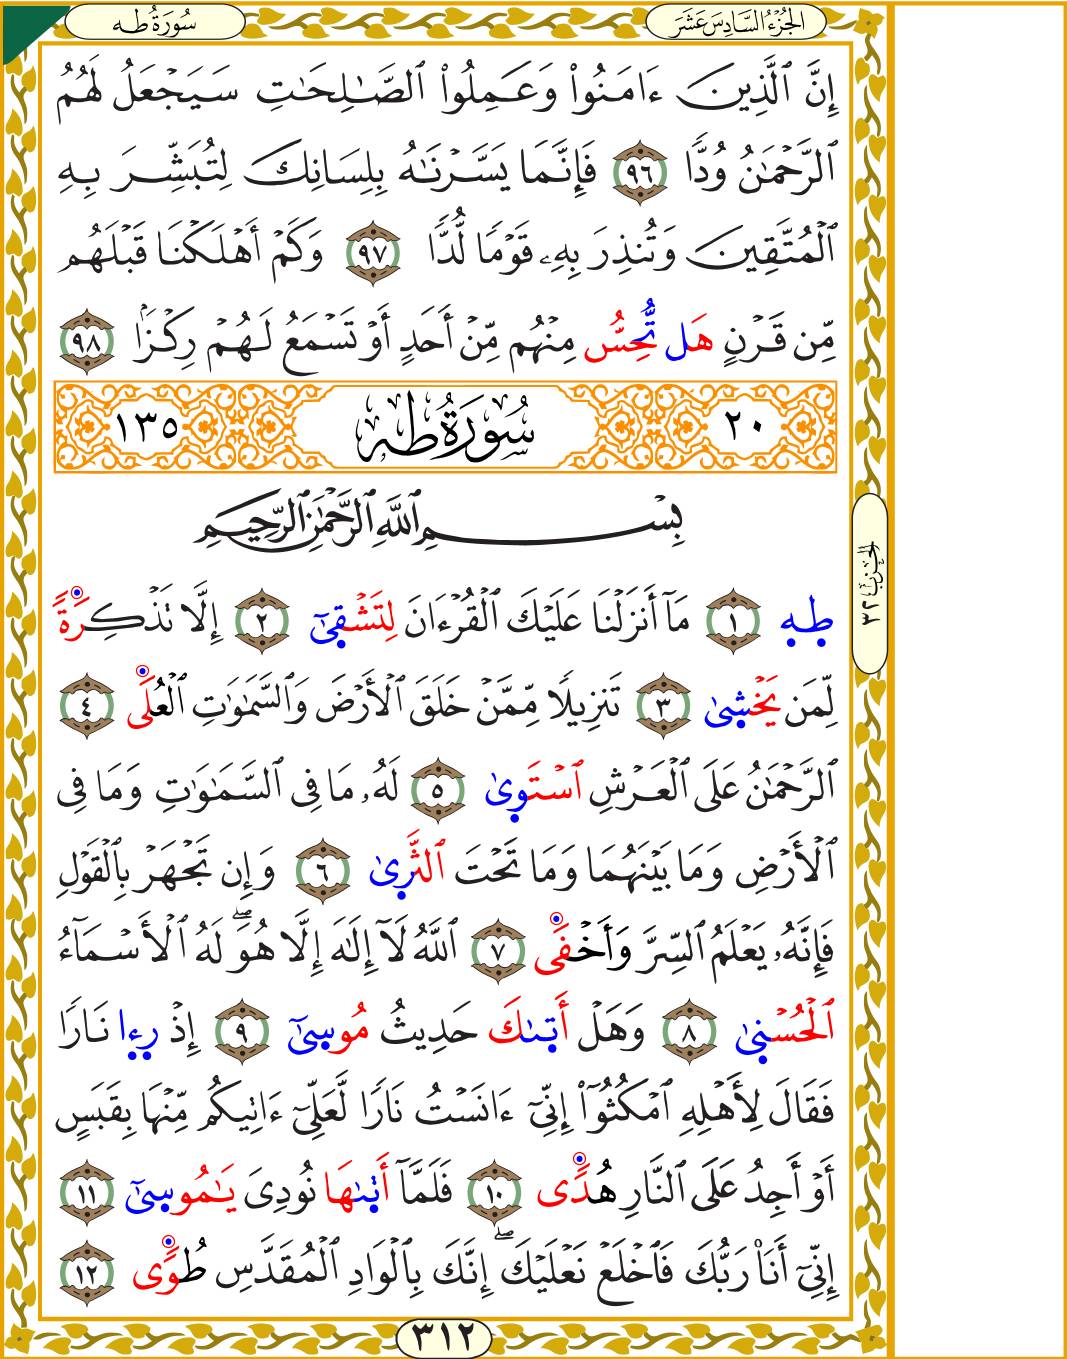 سُورَةُ طه
الجُزْءُ السَّادِسَ عَشَرَ
إِنَّ ٱلَّذِينَ ءَامَنُوا۟ وَعَمِلُوا۟ ٱلصَّـٰلِحَـٰتِ سَيَجْعَلُ لَهُمُ
ٱلرَّحْمَـٰنُ وُدًّا ٩٦ فَإِنَّمَا يَسَّرْنَـٰهُ بِلِسَانِكَ لِتُبَشِّرَ بِهِ
ٱلْمُتَّقِينَ وَتُنذِرَ بِهِۦ قَوْمًا لُّدًّا ٩٧ وَكَمْ أَهْلَكْنَا قَبْلَهُم
مِّن قَرْنٍ هَل تُّحِسُّ مِنْهُم مِّنْ أَحَدٍ أَوْ تَسْمَعُ لَهُمْ رِكْزًۢا ٩٨
٢٠ سُورَةُ طه ١٣٥
بِسْمِ ٱللَّهِ ٱلرَّحْمَـٰنِ ٱلرَّحِيمِ
طه ١ مَآ أَنزَلْنَا عَلَيْكَ ٱلْقُرْءَانَ لِتَشْقَىٰٓ ٢ إِلَّا تَذْكِرَةً
لِّمَن يَخْشَىٰ ٣ تَنزِيلًا مِّمَّنْ خَلَقَ ٱلْأَرْضَ وَٱلسَّمَـٰوَٰتِ ٱلْعُلَى ٤
ٱلرَّحْمَـٰنُ عَلَى ٱلْعَرْشِ ٱسْتَوَىٰ ٥ لَهُۥ مَا فِى ٱلسَّمَـٰوَٰتِ وَمَا فِى
ٱلْأَرْضِ وَمَا بَيْنَهُمَا وَمَا تَحْتَ ٱلثَّرَىٰ ٦ وَإِن تَجْهَرْ بِٱلْقَوْلِ
فَإِنَّهُۥ يَعْلَمُ ٱلسِّرَّ وَأَخْفَى ٧ ٱللَّهُ لَآ إِلَـٰهَ إِلَّا هُوَۖ لَهُ ٱلْأَسْمَآءُ
ٱلْحُسْنَىٰ ٨ وَهَلْ أَتَىٰكَ حَدِيثُ مُوسَىٰٓ ٩ إِذْ رَءَا نَارًا
فَقَالَ لِأَهْلِهِ ٱمْكُثُوٓا۟ إِنِّىٓ ءَانَسْتُ نَارًا لَّعَلِّىٓ ءَاتِيكُم مِّنْهَا بِقَبَسٍ
أَوْ أَجِدُ عَلَى ٱلنَّارِ هُدًى ١٠ فَلَمَّآ أَتَىٰهَا نُودِىَ يَـٰمُوسَىٰٓ ١١
إِنِّىٓ أَنَا۠ رَبُّكَ فَٱخْلَعْ نَعْلَيْكَۖ إِنَّكَ بِٱلْوَادِ ٱلْمُقَدَّسِ طُوًى ١٢
الحِزْبُ ٣٢
٣١٢